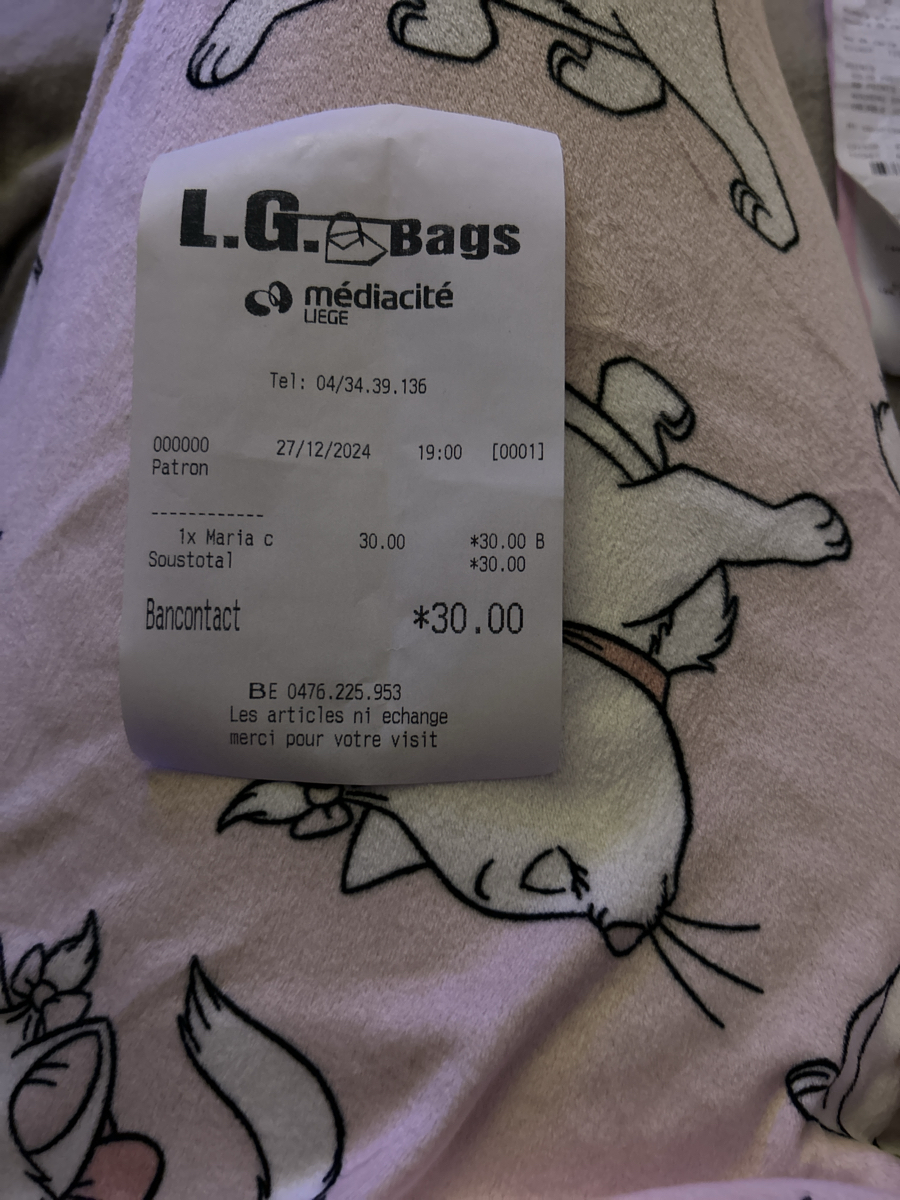 L.G. Bags
médiacité
LIEGE
Tel: 04/34.39.136
000000 27/12/2024 19:00 [0001]
Patron
------------
1x Maria c 30.00 *30.00 B
Soustotal *30.00
Bancontact *30.00
BE 0476.225.953
Les articles ni echange
merci pour votre visit